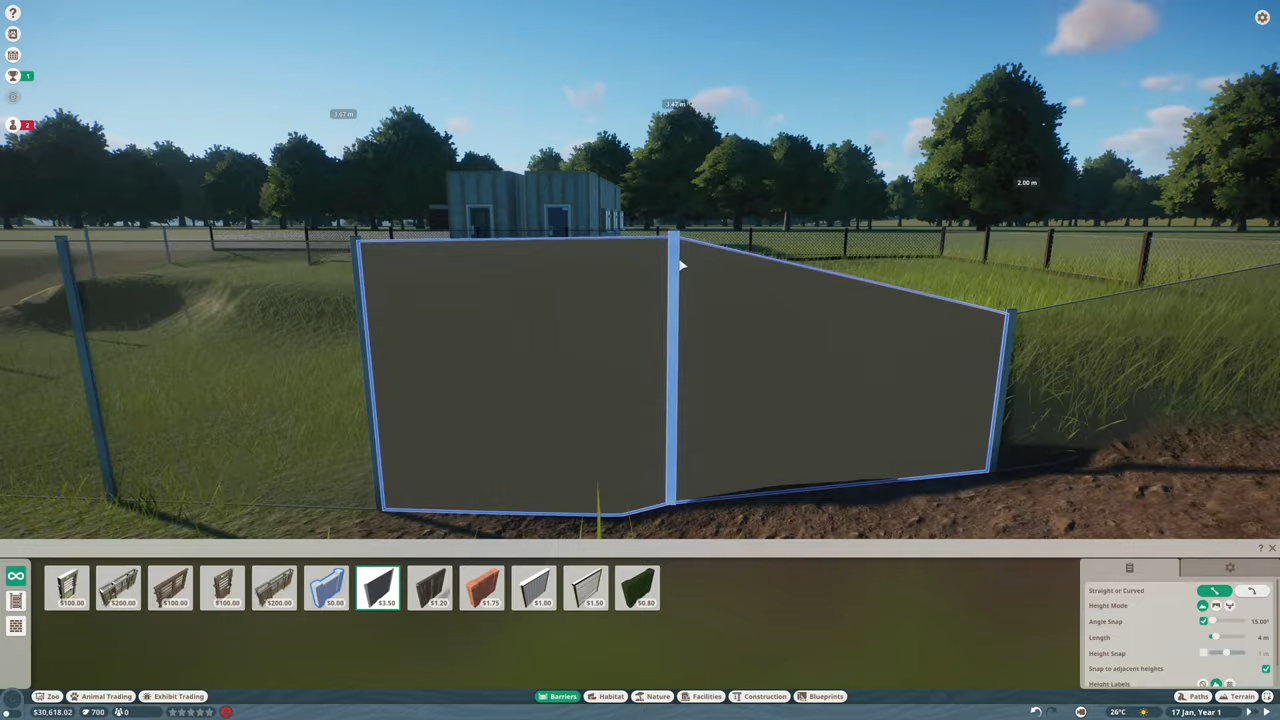 ?
1
2
3.67 m
3.47 m
2.00 m
?
$100.00
$200.00
$100.00
$100.00
$200.00
$0.00
$3.50
$1.20
$1.75
$1.00
$1.50
$0.80
Straight or Curved
Height Mode
Angle Snap
15.00°
Length
4 m
Height Snap
Snap to adjacent heights
Height Labels
Zoo
Animal Trading
Exhibit Trading
Barriers
Habitat
Nature
Facilities
Construction
Blueprints
Paths
Terrain
$30,618.02
700
0
26°C
17 Jan, Year 1